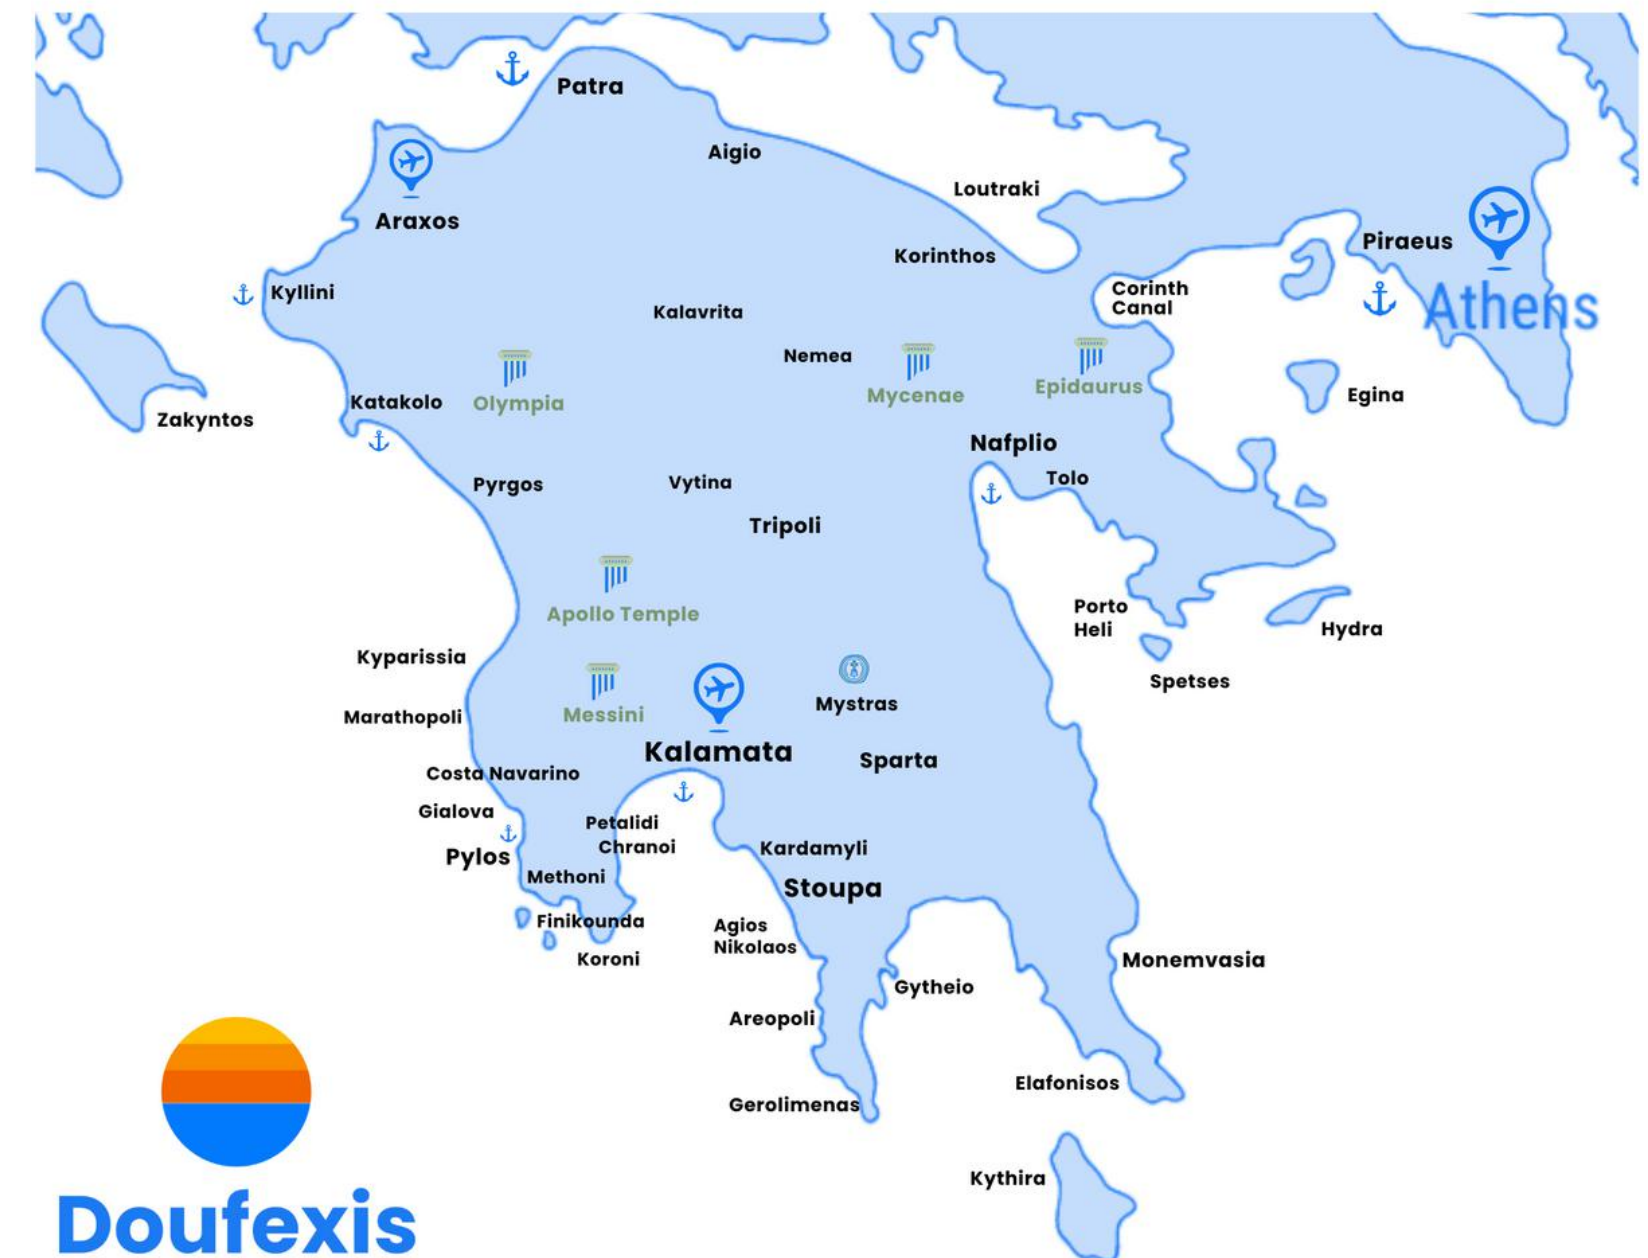 Patra
Aigio
Loutraki
Araxos
Piraeus
Korinthos
Kyllini
Corinth
Canal
Athens
Kalavrita
Nemea
Mycenae
Epidaurus
Egina
Zakyntos
Katakolo
Olympia
Nafplio
Tolo
Pyrgos
Vytina
Tripoli
Apollo Temple
Porto
Heli
Hydra
Kyparissia
Spetses
Marathopoli
Messini
Mystras
Kalamata
Sparta
Costa Navarino
Gialova
Petalidi
Chranoi
Kardamyli
Pylos
Methoni
Stoupa
Finikounda
Agios
Nikolaos
Koroni
Monemvasia
Gytheio
Areopoli
Elafonisos
Gerolimenas
Kythira
Doufexis